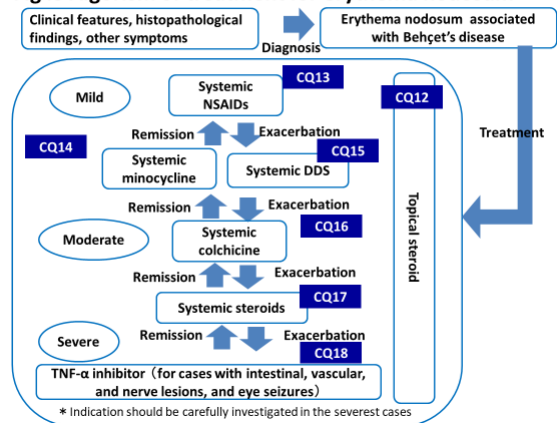 Clinical features, histopathological
findings, other symptoms
Diagnosis
Erythema nodosum associated
with Behçet's disease
Treatment
Mild
Systemic
NSAIDs
CQ13
CQ12
Topical steroid
Remission
Exacerbation
CQ14
Systemic
minocycline
CQ15
Systemic DDS
Remission
Exacerbation
Moderate
Systemic
colchicine
CQ16
Remission
Exacerbation
Systemic steroids
CQ17
Severe
Remission
Exacerbation
CQ18
TNF-α inhibitor（for cases with intestinal, vascular,
and nerve lesions, and eye seizures）
* Indication should be carefully investigated in the severest cases